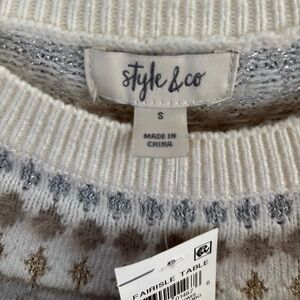 style & co
S
MADE IN
CHINA
FAIRISLE TABLE